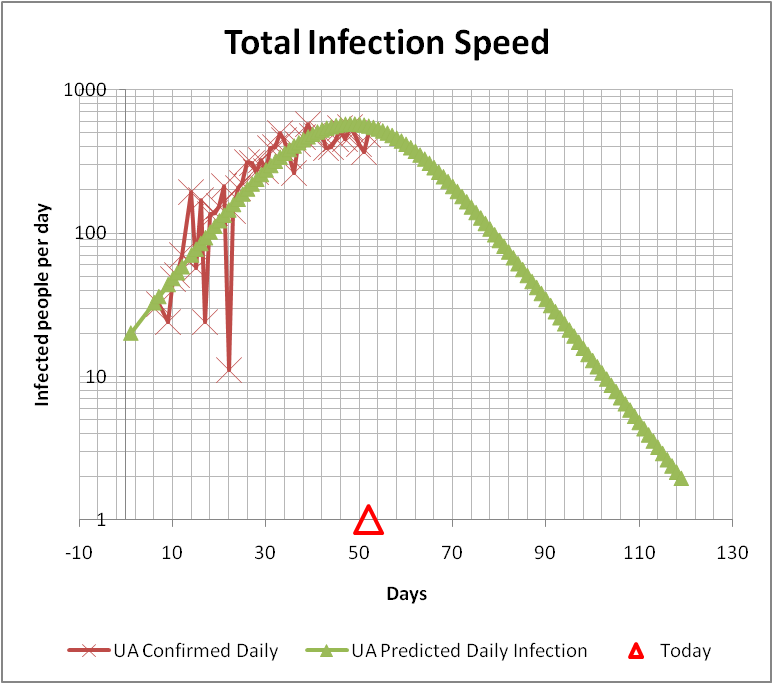 Total Infection Speed
1000
100
10
1
Infected people per day
-10 10 30 50 70 90 110 130
Days
UA Confirmed Daily UA Predicted Daily Infection Today